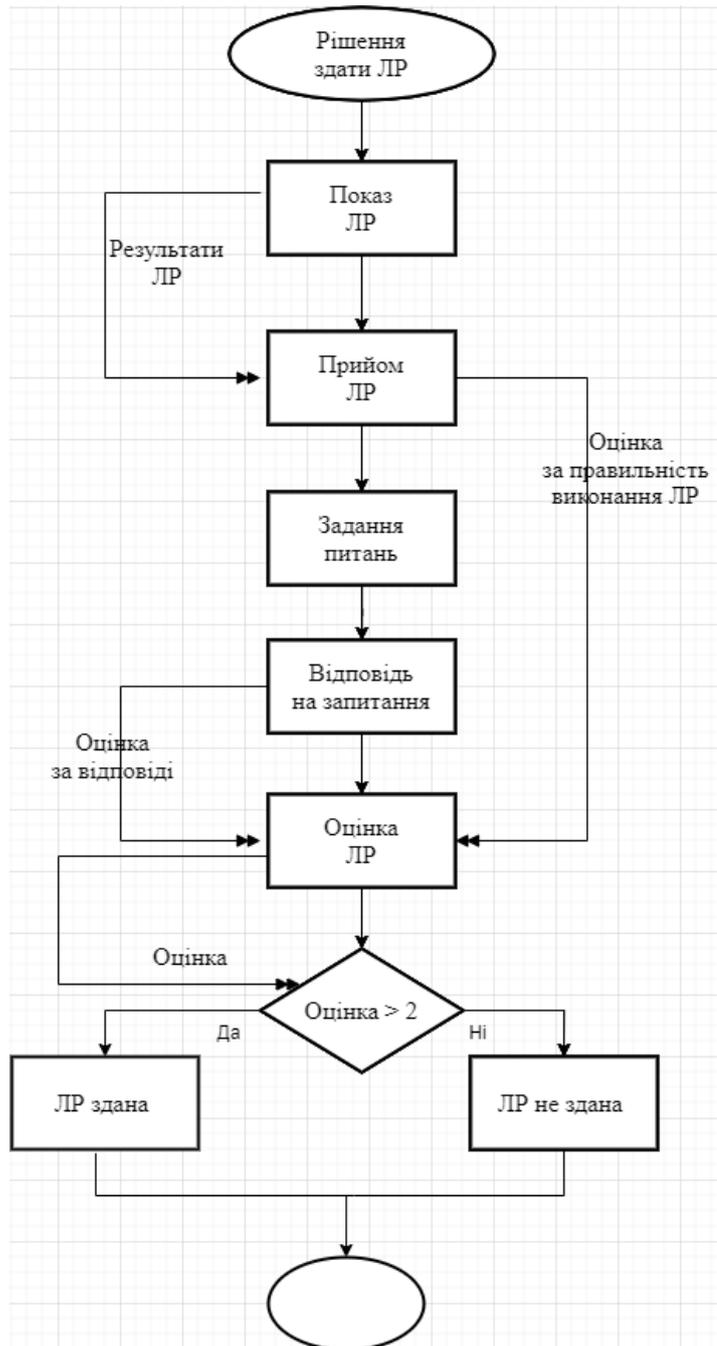 Рішення
здати ЛР
Показ
ЛР
Результати
ЛР
Прийом
ЛР
Оцінка
за правильність
виконання ЛР
Задання
питань
Відповідь
на запитання
Оцінка
за відповіді
Оцінка
ЛР
Оцінка
Оцінка > 2
Да
Ні
ЛР здана
ЛР не здана